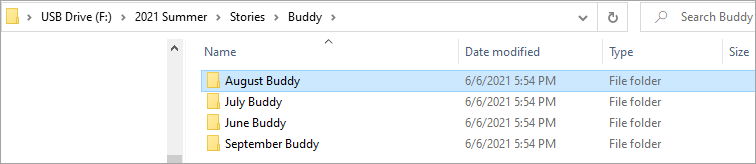 USB Drive (F:) > 2021 Summer > Stories > Buddy > Search Buddy
Name Date modified Type Size
August Buddy 6/6/2021 5:54 PM File folder
July Buddy 6/6/2021 5:54 PM File folder
June Buddy 6/6/2021 5:54 PM File folder
September Buddy 6/6/2021 5:54 PM File folder